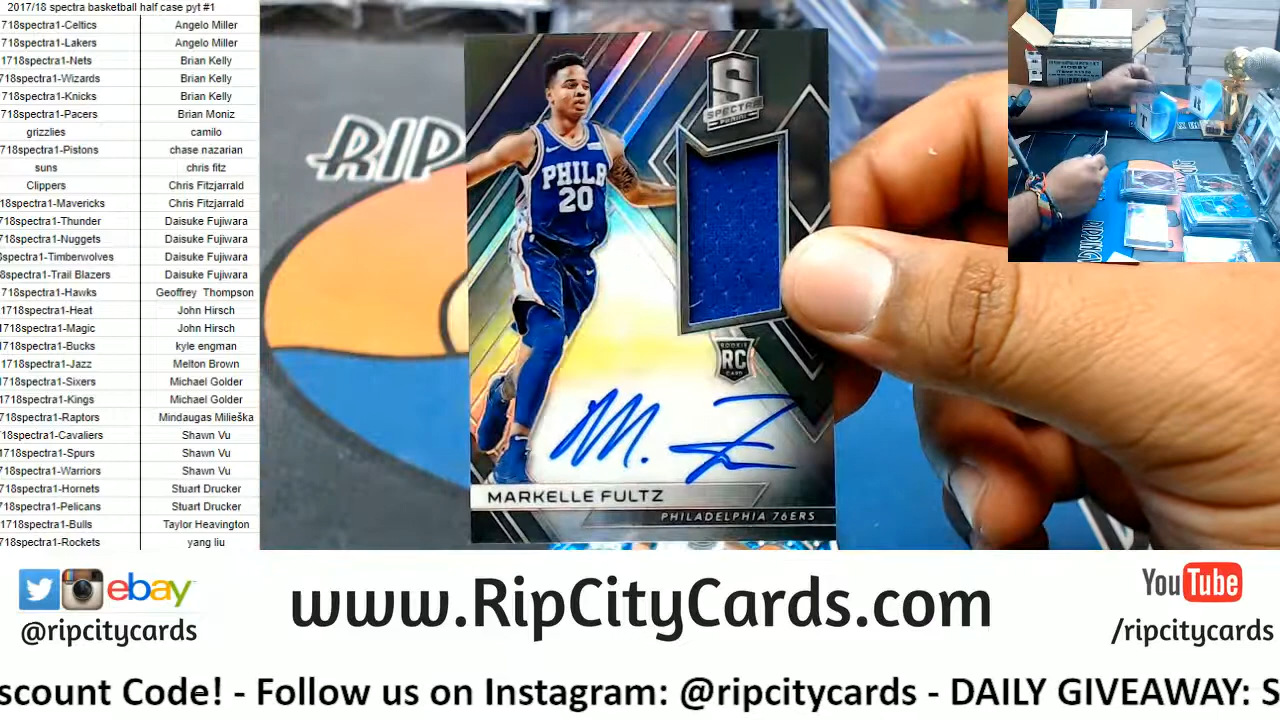 2017/18 spectra basketball half case pyt #1
718spectra1-Celtics Angelo Miller
718spectra1-Lakers Angelo Miller
1718spectra1-Nets Brian Kelly
718spectra1-Wizards Brian Kelly
718spectra1-Knicks Brian Kelly
718spectra1-Pacers Brian Moniz
grizzlies camilo
718spectra1-Pistons chase nazarian
suns chris fitz
Clippers Chris Fitzjarrald
718spectra1-Mavericks Chris Fitzjarrald
718spectra1-Thunder Daisuke Fujiwara
718spectra1-Nuggets Daisuke Fujiwara
spectra1-Timberwolves Daisuke Fujiwara
8spectra1-Trail Blazers Daisuke Fujiwara
718spectra1-Hawks Geoffrey Thompson
1718spectra1-Heat John Hirsch
1718spectra1-Magic John Hirsch
1718spectra1-Bucks kyle engman
1718spectra1-Jazz Melton Brown
718spectra1-Sixers Michael Golder
718spectra1-Kings Michael Golder
718spectra1-Raptors Mindaugas Milieška
18spectra1-Cavaliers Shawn Vu
718spectra1-Spurs Shawn Vu
718spectra1-Warriors Shawn Vu
718spectra1-Hornets Stuart Drucker
718spectra1-Pelicans Stuart Drucker
1718spectra1-Bulls Taylor Heavington
718spectra1-Rockets yang liu
RIP
S
SPECTRA
PANINI
PHILA
20
ROOKIE
RC
CARD
MARKELLE FULTZ
PHILADELPHIA 76ERS
HOBBY
ebay
@ripcitycards
www.RipCityCards.com
YouTube
/ripcitycards
scount Code! - Follow us on Instagram: @ripcitycards - DAILY GIVEAWAY: S